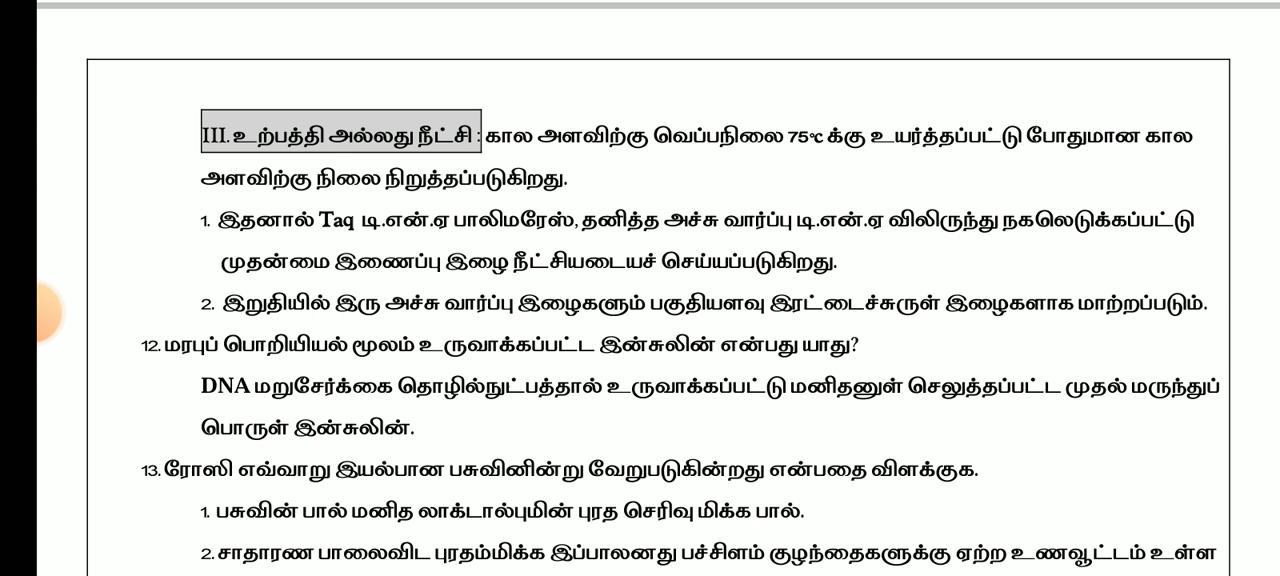 III. உற்பத்தி அல்லது நீட்சி : கால அளவிற்கு வெப்பநிலை 75°c க்கு உயர்த்தப்பட்டு போதுமான கால
அளவிற்கு நிலை நிறுத்தப்படுகிறது.
1. இதனால் Taq டி.என்.ஏ பாலிமரேஸ், தனித்த அச்சு வார்ப்பு டி.என்.ஏ விலிருந்து நகலெடுக்கப்பட்டு
முதன்மை இணைப்பு இழை நீட்சியடையச் செய்யப்படுகிறது.
2. இறுதியில் இரு அச்சு வார்ப்பு இழைகளும் பகுதியளவு இரட்டைச்சுருள் இழைகளாக மாற்றப்படும்.
12. மரபுப் பொறியியல் மூலம் உருவாக்கப்பட்ட இன்சுலின் என்பது யாது?
DNA மறுசேர்க்கை தொழில்நுட்பத்தால் உருவாக்கப்பட்டு மனிதனுள் செலுத்தப்பட்ட முதல் மருந்துப்
பொருள் இன்சுலின்.
13. ரோஸி எவ்வாறு இயல்பான பசுவினின்று வேறுபடுகின்றது என்பதை விளக்குக.
1. பசுவின் பால் மனித லாக்டால்புமின் புரத செரிவு மிக்க பால்.
2. சாதாரண பாலைவிட புரதம்மிக்க இப்பாலனது பச்சிளம் குழந்தைகளுக்கு ஏற்ற உணவூட்டம் உள்ள